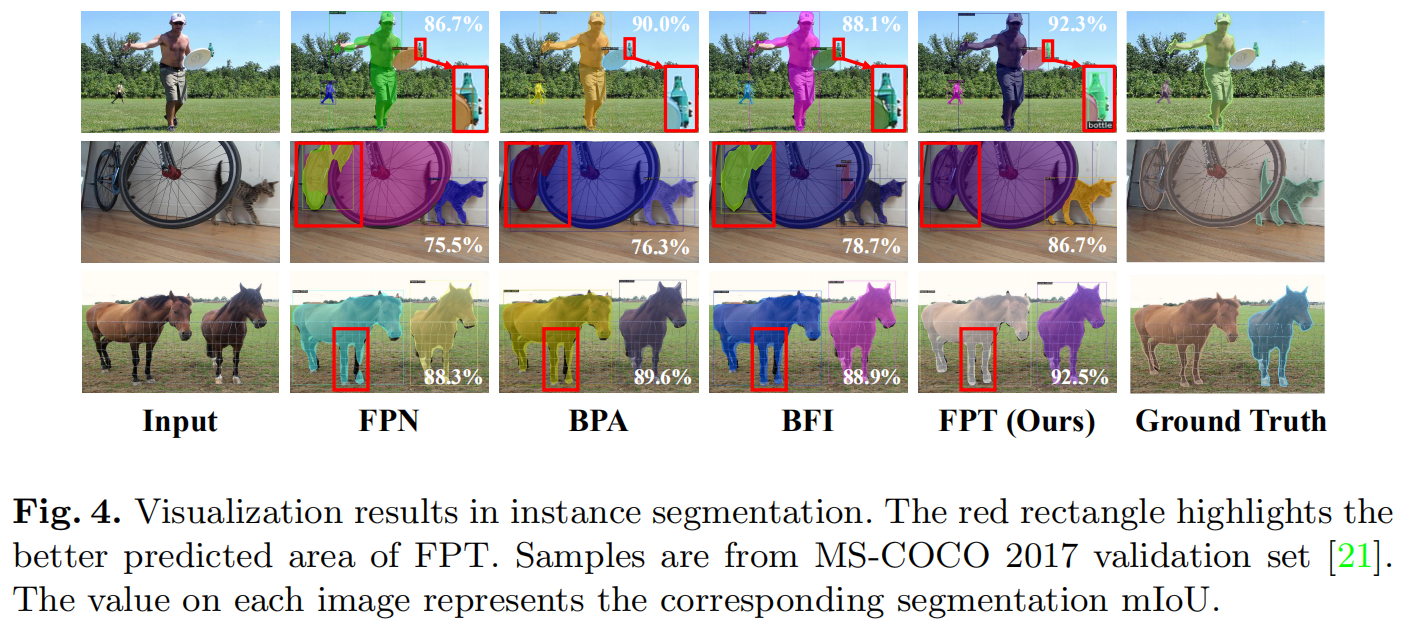 86.7% 90.0% 88.1% 92.3%
bottle
75.5% 76.3% 78.7% 86.7%
88.3% 89.6% 88.9% 92.5%
Input FPN BPA BFI FPT (Ours) Ground Truth
Fig. 4. Visualization results in instance segmentation. The red rectangle highlights the
better predicted area of FPT. Samples are from MS-COCO 2017 validation set [21].
The value on each image represents the corresponding segmentation mIoU.